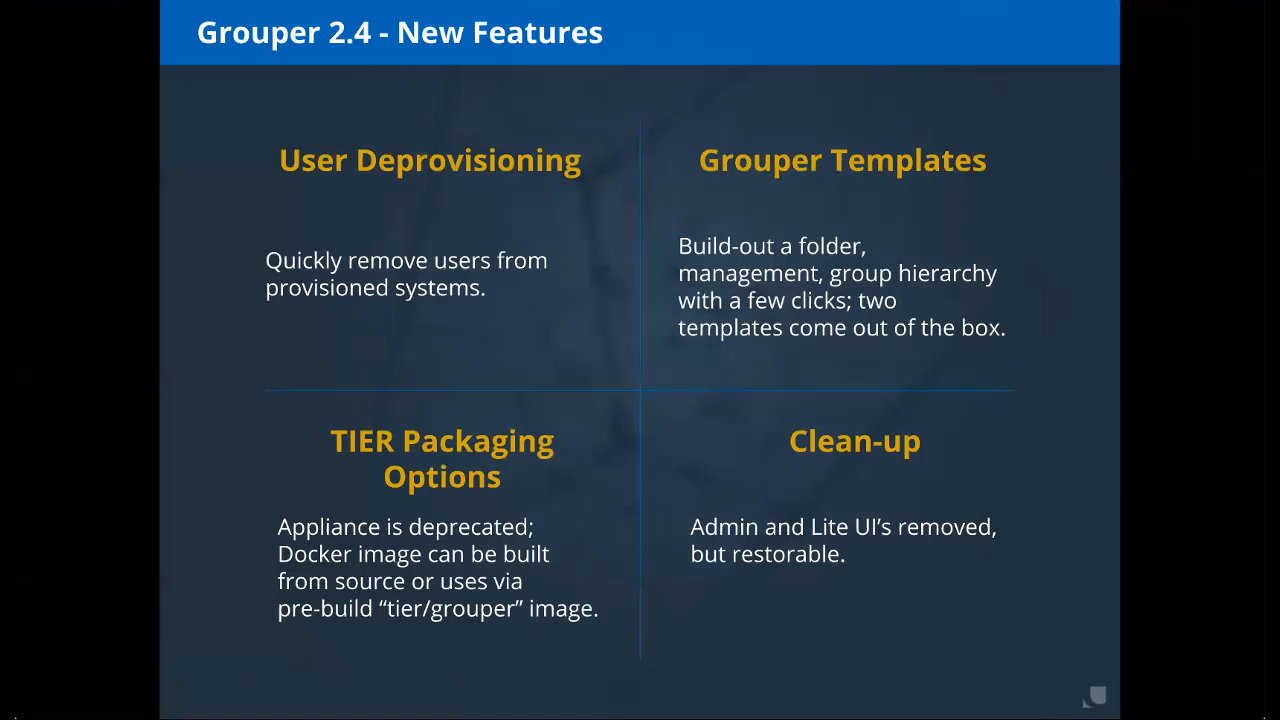 Grouper 2.4 - New Features
User Deprovisioning
Quickly remove users from
provisioned systems.
Grouper Templates
Build-out a folder,
management, group hierarchy
with a few clicks; two
templates come out of the box.
TIER Packaging
Options
Appliance is deprecated;
Docker image can be built
from source or uses via
pre-build “tier/grouper” image.
Clean-up
Admin and Lite UI’s removed,
but restorable.